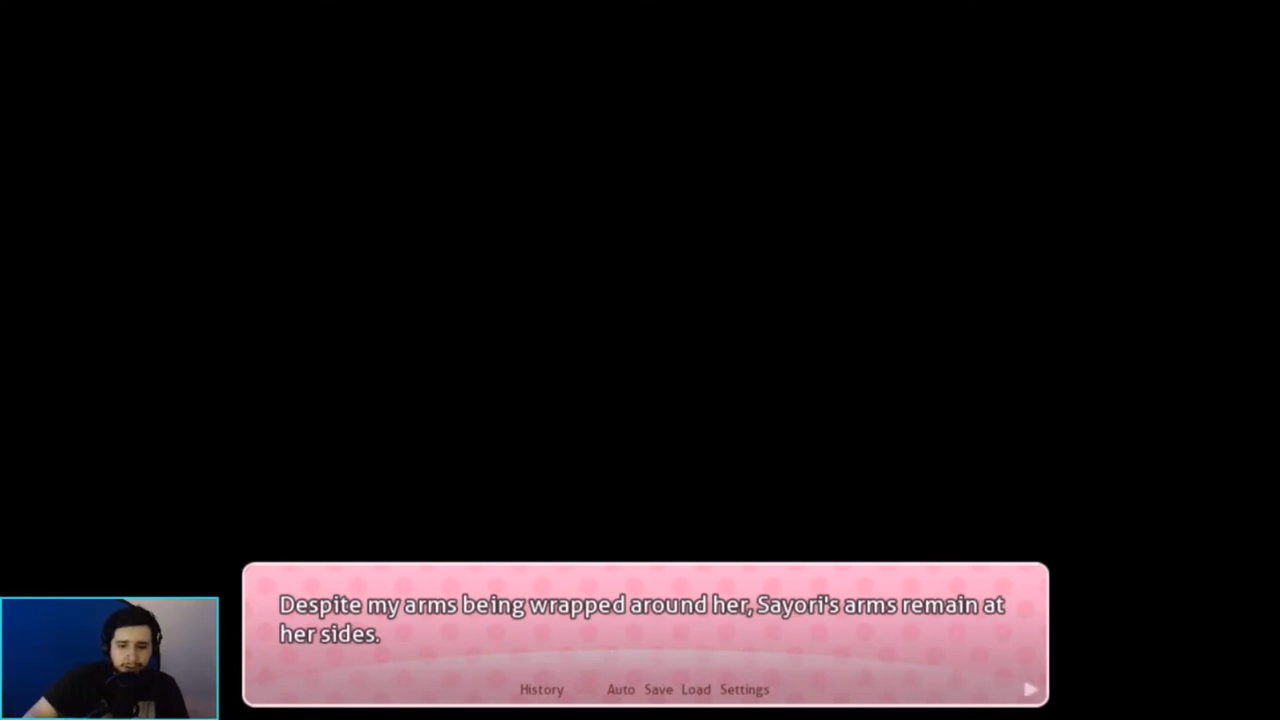 Despite my arms being wrapped around her, Sayori's arms remain at
her sides.
History Auto Save Load Settings